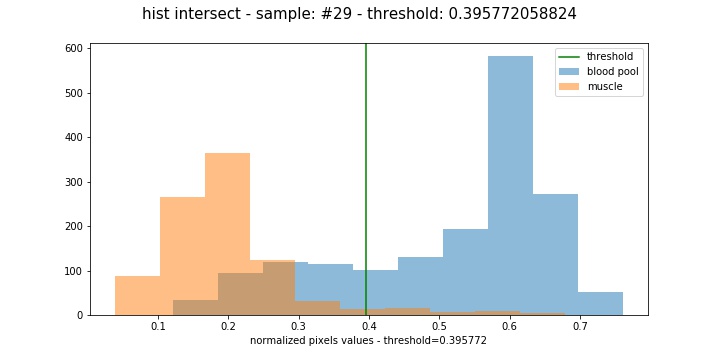 hist intersect - sample: #29 - threshold: 0.395772058824
threshold
blood pool
muscle
600
500
400
300
200
100
0
0.1 0.2 0.3 0.4 0.5 0.6 0.7
normalized pixels values - threshold=0.395772